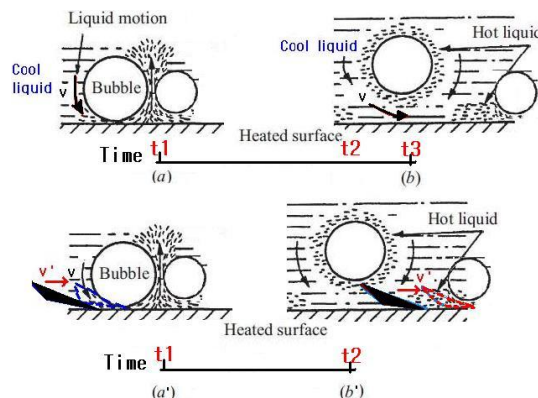 Liquid motion
Cool liquid
Hot liquid
Cool
liquid
v
Bubble
v
Heated surface
Time t1 t2 t3
(a) (b)
Hot liquid
v' v
Bubble
v'
Heated surface
Time t1 t2
(a') (b')